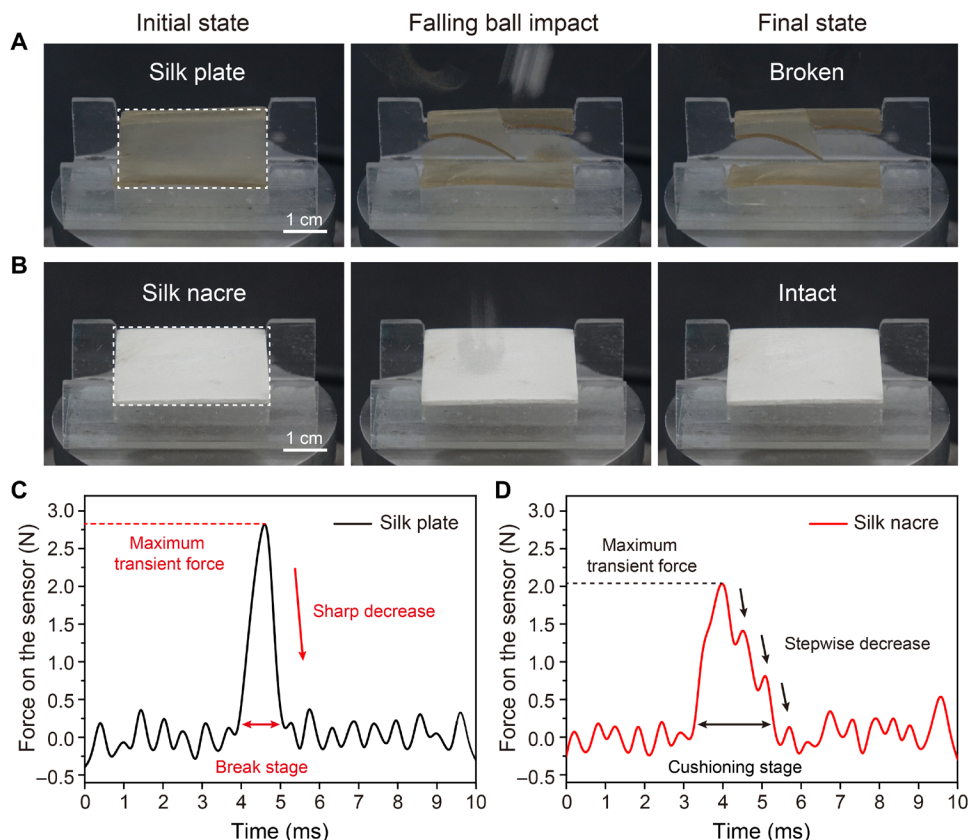 Initial state
Falling ball impact
Final state
A
Silk plate
Broken
1 cm
B
Silk nacre
Intact
1 cm
C
3.0
2.5
2.0
1.5
1.0
0.5
0.0
–0.5
Force on the sensor (N)
Silk plate
Maximum
transient force
Sharp decrease
Break stage
0 1 2 3 4 5 6 7 8 9 10
Time (ms)
D
3.0
2.5
2.0
1.5
1.0
0.5
0.0
–0.5
Force on the sensor (N)
Silk nacre
Maximum
transient force
Stepwise decrease
Cushioning stage
0 1 2 3 4 5 6 7 8 9 10
Time (ms)